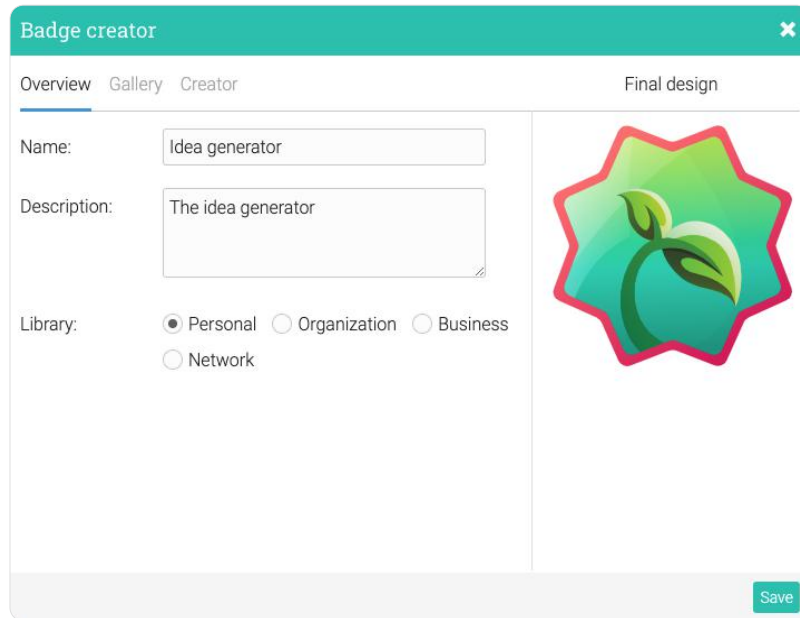 Badge creator
Overview Gallery Creator Final design
Name: Idea generator
Description: The idea generator
Library: Personal Organization Business
Network
Save